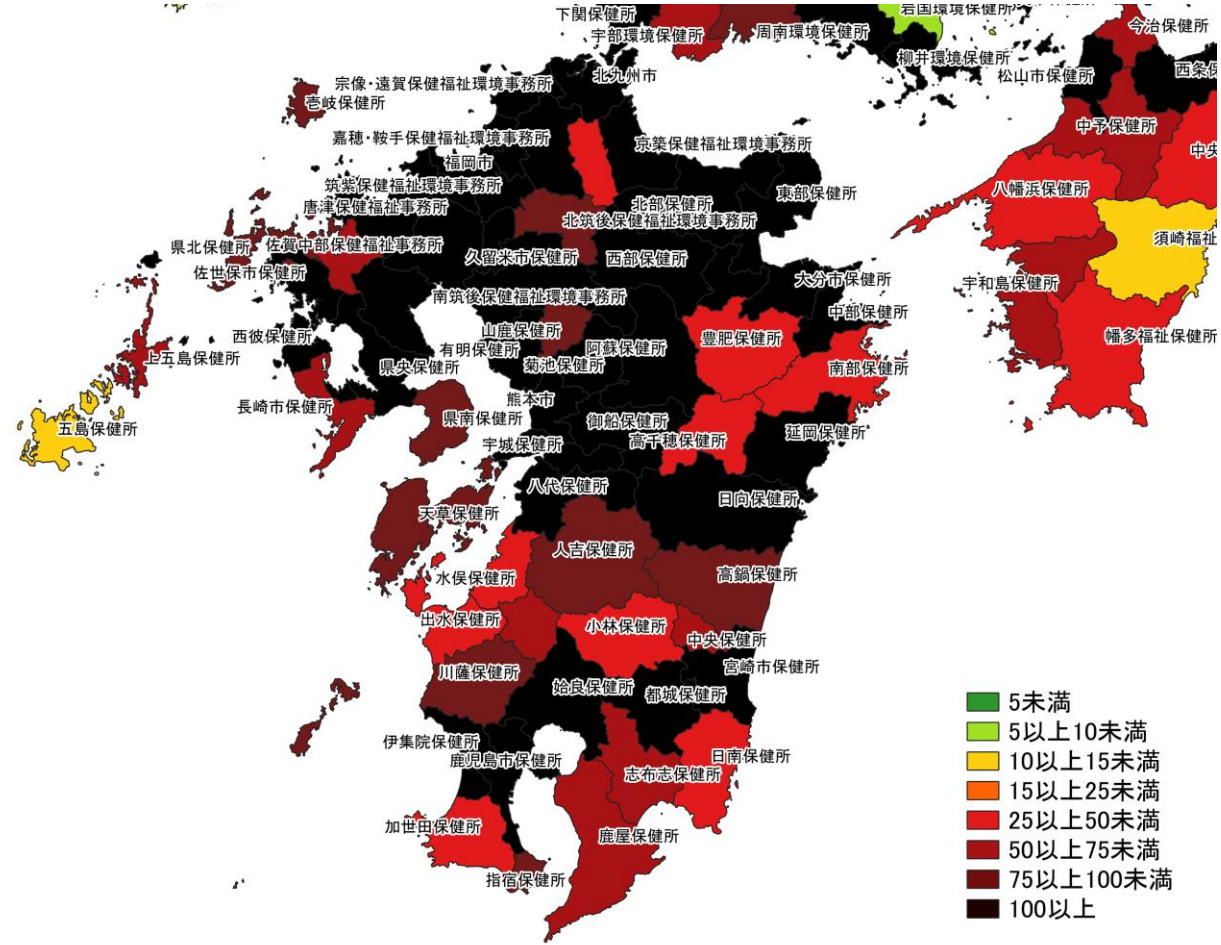 下関保健所
岩国環境保健所
宇部環境保健所
周南環境保健所
今治保健所
柳井環境保健所
松山市保健所
西条保
北九州市
宗像・遠賀保健福祉環境事務所
壱岐保健所
中予保健所
嘉穂・鞍手保健福祉環境事務所
京築保健福祉環境事務所
中央
福岡市
筑紫保健福祉環境事務所
東部保健所
八幡浜保健所
唐津保健福祉事務所
北部保健所
北筑後保健福祉環境事務所
須崎福祉
県北保健所
佐賀中部保健福祉事務所
久留米市保健所
西部保健所
佐世保市保健所
大分市保健所
宇和島保健所
南筑後保健福祉環境事務所
中部保健所
西彼保健所
山鹿保健所
豊肥保健所
幡多福祉保健所
有明保健所
阿蘇保健所
上五島保健所
県央保健所
菊池保健所
南部保健所
熊本市
長崎市保健所
県南保健所
御船保健所
五島保健所
延岡保健所
宇城保健所
高千穂保健所
八代保健所
日向保健所
天草保健所
人吉保健所
水俣保健所
高鍋保健所
出水保健所
小林保健所
中央保健所
川薩保健所
宮崎市保健所
姶良保健所
都城保健所
伊集院保健所
鹿児島市保健所
日南保健所
志布志保健所
加世田保健所
鹿屋保健所
指宿保健所
5未満
5以上10未満
10以上15未満
15以上25未満
25以上50未満
50以上75未満
75以上100未満
100以上